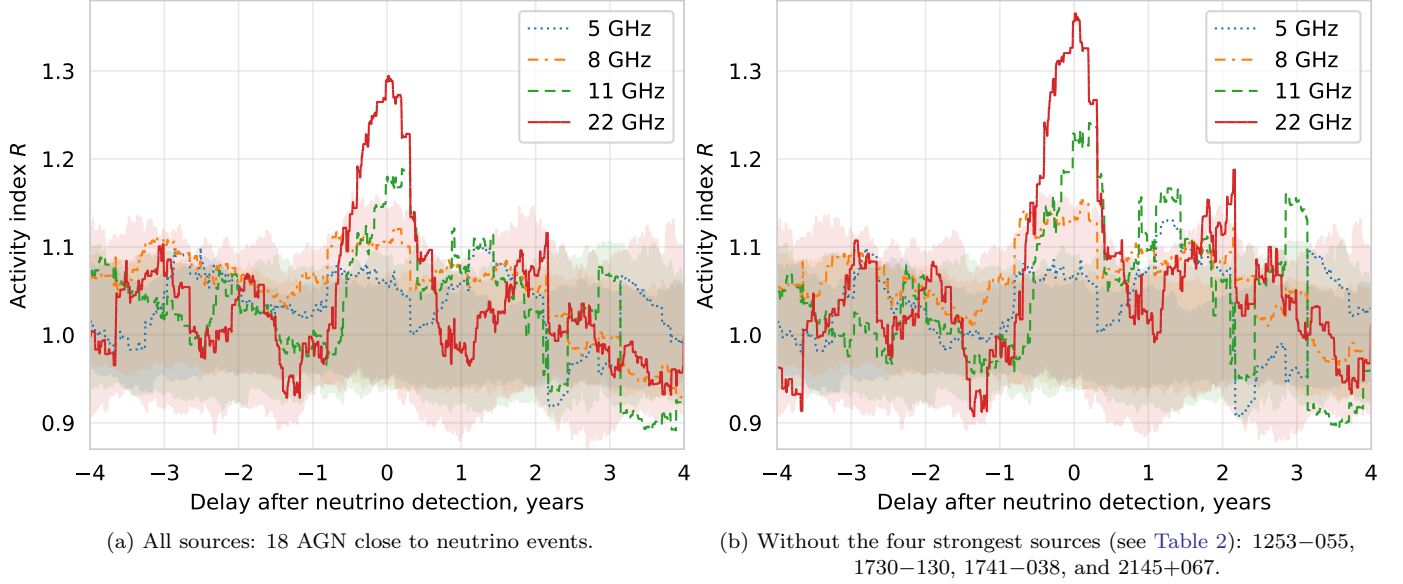 5 GHz
8 GHz
11 GHz
22 GHz
Activity index R
1.3
1.2
1.1
1.0
0.9
−4 −3 −2 −1 0 1 2 3 4
Delay after neutrino detection, years
(a) All sources: 18 AGN close to neutrino events.
5 GHz
8 GHz
11 GHz
22 GHz
Activity index R
1.3
1.2
1.1
1.0
0.9
−4 −3 −2 −1 0 1 2 3 4
Delay after neutrino detection, years
(b) Without the four strongest sources (see Table 2): 1253−055,
1730−130, 1741−038, and 2145+067.